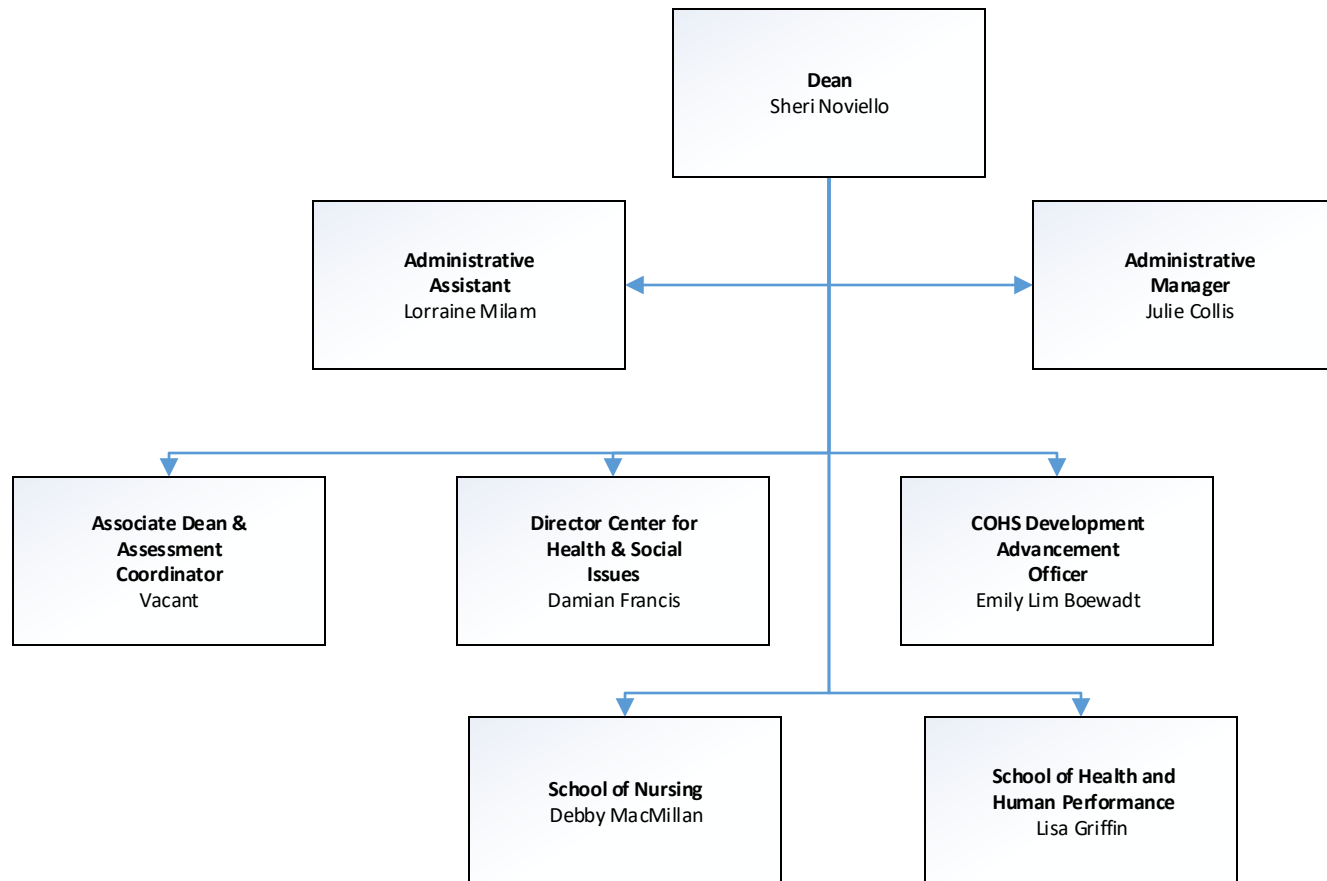 Dean
Sheri Noviello
Administrative
Assistant
Lorraine Milam
Administrative
Manager
Julie Collis
Associate Dean &
Assessment
Coordinator
Vacant
Director Center for
Health & Social
Issues
Damian Francis
COHS Development
Advancement
Officer
Emily Lim Boewadt
School of Nursing
Debby MacMillan
School of Health and
Human Performance
Lisa Griffin